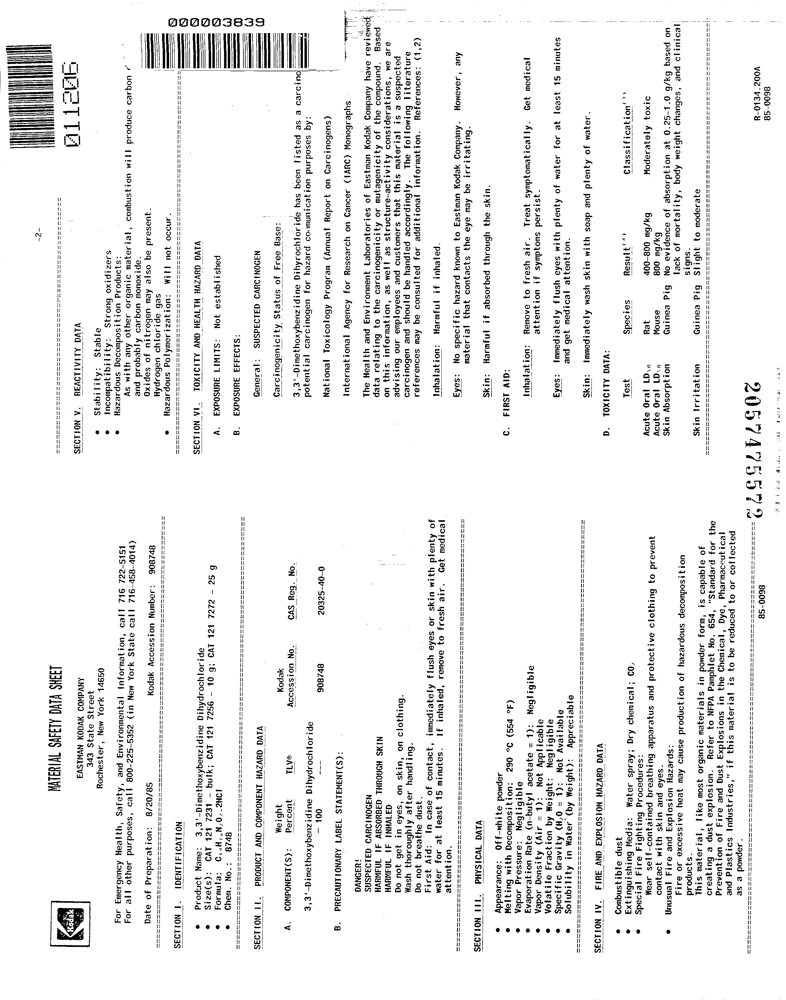 Kodak
MATERIAL SAFETY DATA SHEET
EASTMAN KODAK COMPANY
343 State Street
Rochester, New York 14650
For Emergency Health, Safety, and Environmental Information, call 716 722-5151
For all other purposes, call 800-225-5352 (in New York State call 716-458-4014)
Date of Preparation: 8/20/85 Kodak Accession Number: 908748
SECTION I. IDENTIFICATION
• Product Name: 3,3'-Dimethoxybenzidine Dihydrochloride
• Size(s): CAT 121 7231 - bulk; CAT 121 7256 - 10 g; CAT 121 7272 - 25 g
• Formula: C₁₄H₁₆N₂O₂.2HCl
• Chem. No.: 8748
SECTION II. PRODUCT AND COMPONENT HAZARD DATA
Weight Kodak
A. COMPONENT(S): Percent TLV® Accession No. CAS Reg. No.
3,3'-Dimethoxybenzidine Dihydrochloride
~ 100 --- 908748 20325-40-0
B. PRECAUTIONARY LABEL STATEMENT(S):
DANGER!
SUSPECTED CARCINOGEN
HARMFUL IF ABSORBED THROUGH SKIN
HARMFUL IF INHALED
Do not get in eyes, on skin, on clothing.
Wash thoroughly after handling.
Do not breathe dust.
First Aid: In case of contact, immediately flush eyes or skin with plenty of
water for at least 15 minutes. If inhaled, remove to fresh air. Get medical
attention.
SECTION III. PHYSICAL DATA
• Appearance: Off-white powder
• Melting with Decomposition: 290 °C (554 °F)
• Vapor Pressure: Negligible
• Evaporation Rate (n-butyl acetate = 1): Negligible
• Vapor Density (Air = 1): Not Applicable
• Volatile Fraction by Weight: Negligible
• Specific Gravity (H₂O = 1): Not Available
• Solubility in Water (by Weight): Appreciable
SECTION IV. FIRE AND EXPLOSION HAZARD DATA
• Combustible dust
• Extinguishing Media: Water spray; Dry chemical; CO₂
• Special Fire Fighting Procedures:
Wear self-contained breathing apparatus and protective clothing to prevent
contact with skin and eyes.
• Unusual Fire and Explosion Hazards:
Fire or excessive heat may cause production of hazardous decomposition
products.
This material, like most organic materials in powder form, is capable of
creating a dust explosion. Refer to NFPA Pamphlet No. 654, "Standard for the
Prevention of Fire and Dust Explosions in the Chemical, Dye, Pharmaceutical
and Plastics Industries," if this material is to be reduced to or collected
as a powder.
85-0098
000003839
011206
-2-
SECTION V. REACTIVITY DATA
• Stability: Stable
• Incompatibility: Strong oxidizers
• Hazardous Decomposition Products:
As with any other organic material, combustion will produce carbon
and probably carbon monoxide.
Oxides of nitrogen may also be present.
Hydrogen chloride gas
• Hazardous Polymerization: Will not occur.
SECTION VI. TOXICITY AND HEALTH HAZARD DATA
A. EXPOSURE LIMITS: Not established
B. EXPOSURE EFFECTS:
General: SUSPECTED CARCINOGEN
Carcinogenicity Status of Free Base:
3,3'-Dimethoxybenzidine Dihyrochloride has been listed as a carcino
potential carcinogen for hazard co-munication purposes by:
National Toxicology Program (Annual Report on Carcinogens)
International Agency for Research on Cancer (IARC) Monographs
The Health and Environment Laboratories of Eastman Kodak Company have reviewed
data relating to the carcinogenicity or mutagenicity of the compound. Based
on this information, as well as structure-activity considerations, we are
advising our employees and customers that this material is a suspected
carcinogen and should be handled accordingly. The following literature
references may be consulted for additional information. References: (1,2)
Inhalation: Harmful if inhaled.
Eyes: No specific hazard known to Eastman Kodak Company. However, any
material that contacts the eye may be irritating.
Skin: Harmful if absorbed through the skin.
C. FIRST AID:
Inhalation: Remove to fresh air. Treat symptomatically. Get medical
attention if symptoms persist.
Eyes: Immediately flush eyes with plenty of water for at least 15 minutes
and get medical attention.
Skin: Immediately wash skin with soap and plenty of water.
D. TOXICITY DATA:
Test Species Result Classification
Acute Oral LD₅₀ Rat 400-800 mg/kg Moderately toxic
Acute Oral LD₅₀ Mouse 800 mg/kg
Skin Absorption Guinea Pig No evidence of absorption at 0.25-1.0 g/kg based on
lack of mortality, body weight changes, and clinical
signs.
Skin Irritation Guinea Pig Slight to moderate
R-0134.200A
85-0098
2057475572